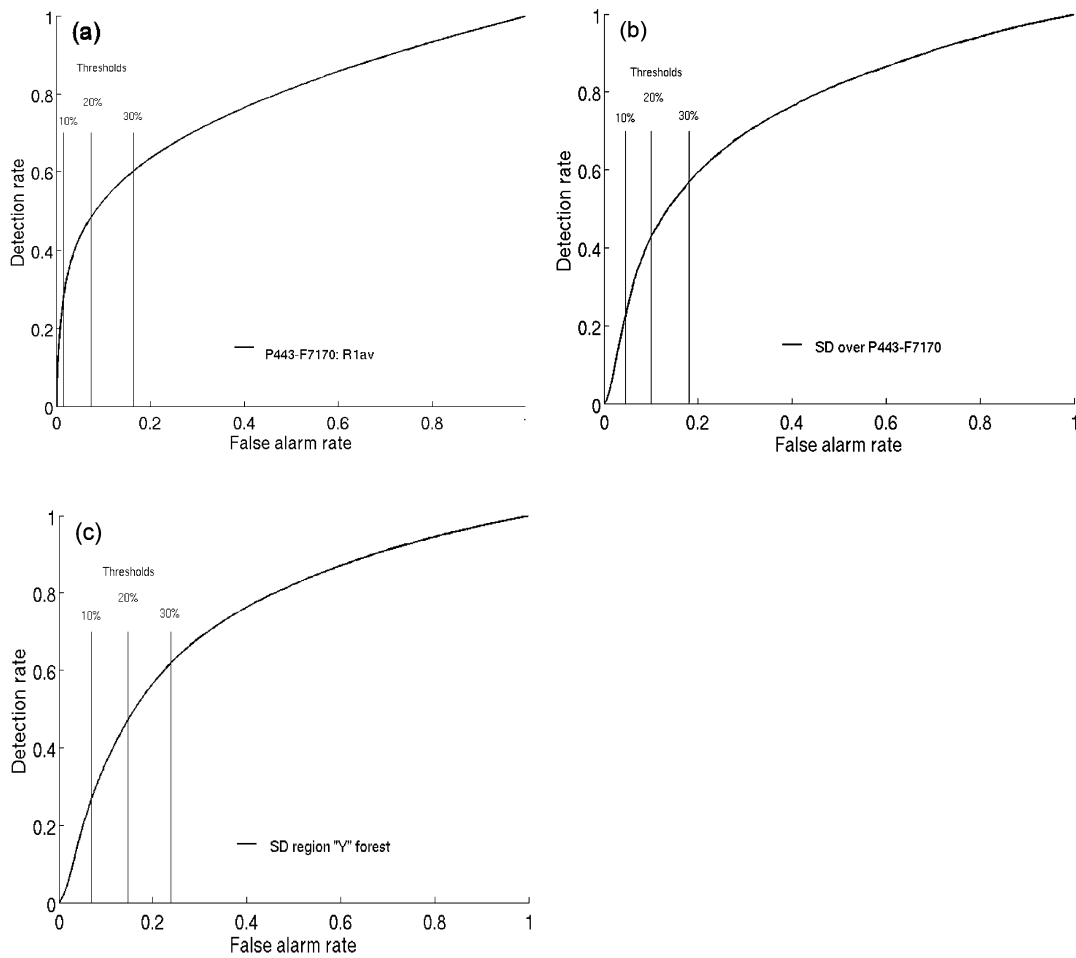 (a)
1
0.8
0.6
0.4
0.2
0
Detection rate
Thresholds
10%
20%
30%
P443-F7170: R1av
0
0.2
0.4
0.6
0.8
False alarm rate
(b)
1
0.8
0.6
0.4
0.2
0
Detection rate
Thresholds
10%
20%
30%
SD over P443-F7170
0
0.2
0.4
0.6
0.8
1
False alarm rate
(c)
1
0.8
0.6
0.4
0.2
0
Detection rate
Thresholds
10%
20%
30%
SD region "Y" forest
0
0.2
0.4
0.6
0.8
1
False alarm rate